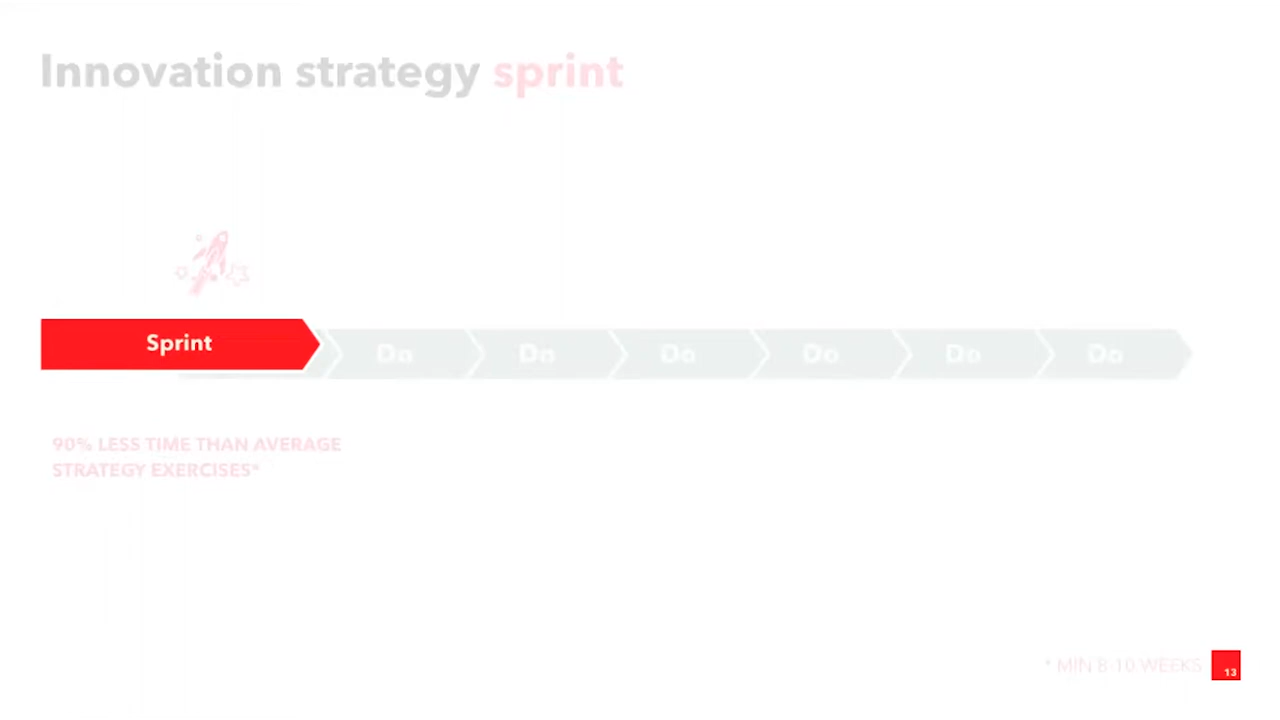 Innovation strategy sprint
Sprint
Do Do Do Do Do Do
90% LESS TIME THAN AVERAGE
STRATEGY EXERCISES*
* MIN 8-10 WEEKS
13